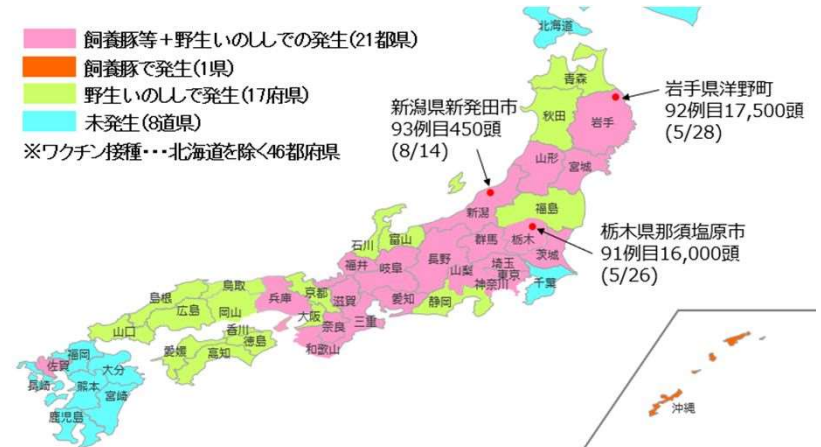 飼養豚等＋野生いのししでの発生(21都県)
飼養豚で発生(1県)
野生いのししで発生(17府県)
未発生(8道県)
※ワクチン接種・・・北海道を除く46都府県
北海道
青森
秋田
岩手
山形
宮城
新潟
福島
岩手県洋野町
92例目17,500頭
(5/28)
新潟県新発田市
93例目450頭
(8/14)
栃木県那須塩原市
91例目16,000頭
(5/26)
石川
富山
群馬
栃木
茨城
福井
岐阜
長野
山梨
埼玉
東京
神奈川
千葉
愛知
静岡
鳥取
島根
兵庫
京都
滋賀
広島
岡山
大阪
奈良
三重
山口
香川
徳島
愛媛
高知
和歌山
福岡
佐賀
大分
長崎
熊本
宮崎
鹿児島
沖縄